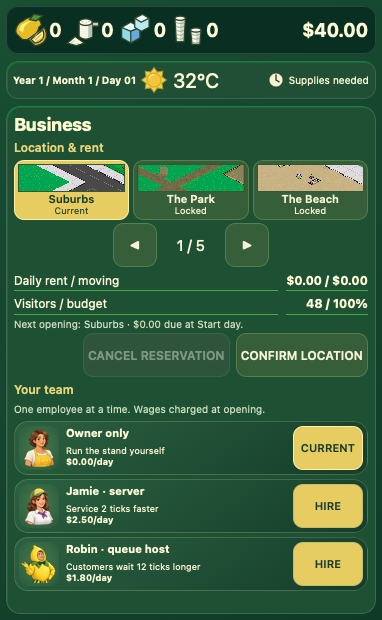 0 0 0 0 $40.00
Year 1 / Month 1 / Day 01 32°C Supplies needed
Business
Location & rent
Suburbs
Current
The Park
Locked
The Beach
Locked
◄ 1 / 5 ►
Daily rent / moving $0.00 / $0.00
Visitors / budget 48 / 100%
Next opening: Suburbs · $0.00 due at Start day.
CANCEL RESERVATION CONFIRM LOCATION
Your team
One employee at a time. Wages charged at opening.
Owner only
Run the stand yourself
$0.00/day
CURRENT
Jamie · server
Service 2 ticks faster
$2.50/day
HIRE
Robin · queue host
Customers wait 12 ticks longer
$1.80/day
HIRE